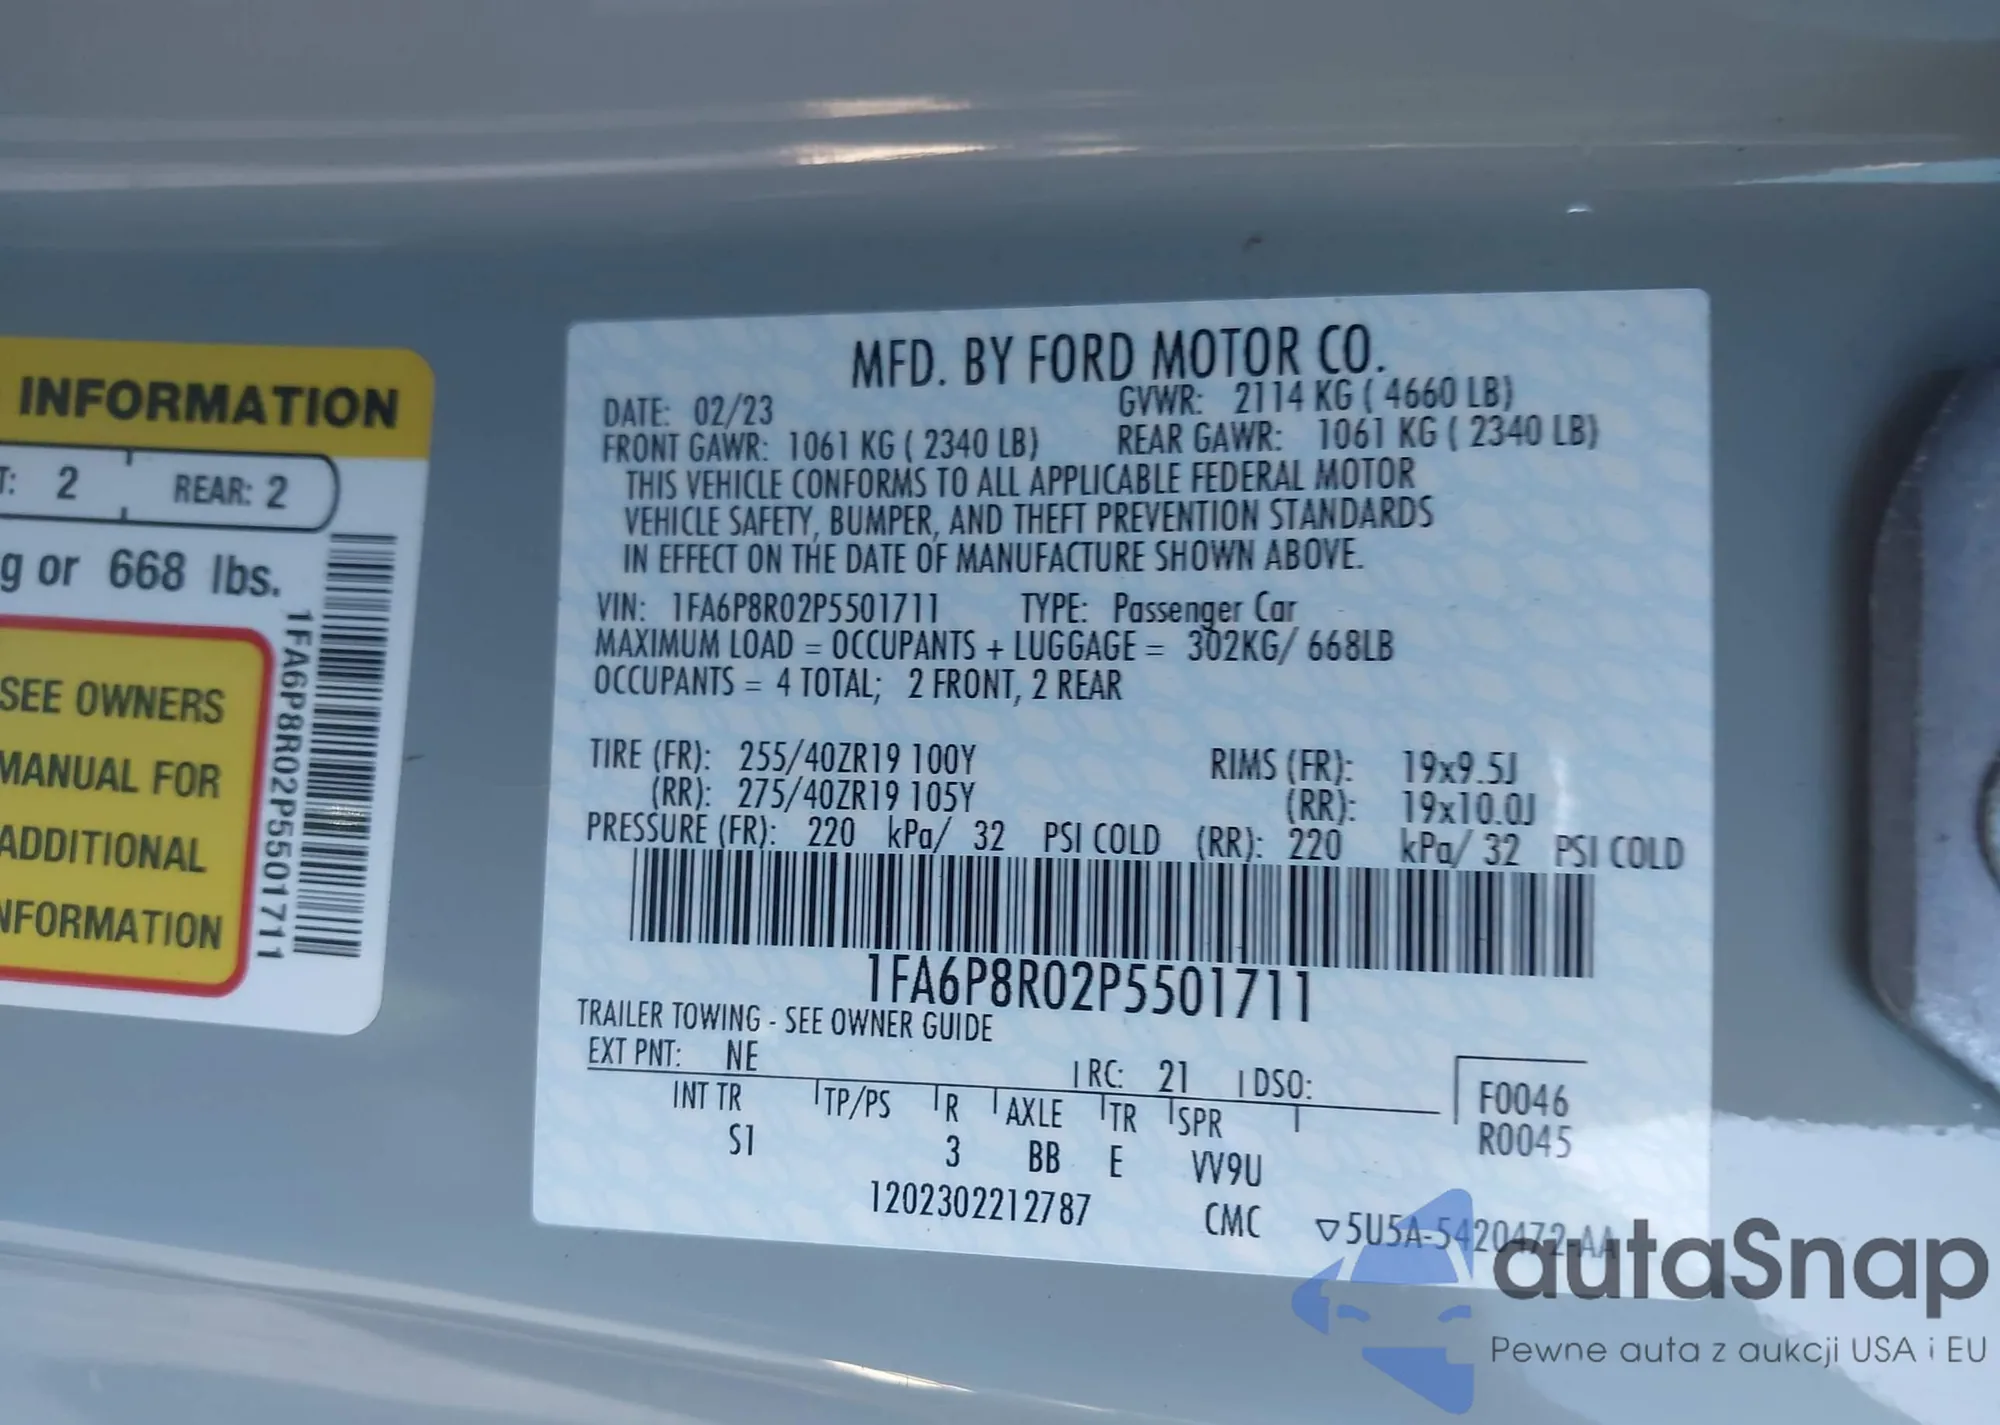 INFORMATION
T: 2 REAR: 2
g or 668 lbs.
SEE OWNERS
MANUAL FOR
ADDITIONAL
INFORMATION
1FA6P8R02P5501711
MFD. BY FORD MOTOR CO.
DATE: 02/23 GVWR: 2114 KG ( 4660 LB)
FRONT GAWR: 1061 KG ( 2340 LB) REAR GAWR: 1061 KG ( 2340 LB)
THIS VEHICLE CONFORMS TO ALL APPLICABLE FEDERAL MOTOR
VEHICLE SAFETY, BUMPER, AND THEFT PREVENTION STANDARDS
IN EFFECT ON THE DATE OF MANUFACTURE SHOWN ABOVE.
VIN: 1FA6P8R02P5501711 TYPE: Passenger Car
MAXIMUM LOAD = OCCUPANTS + LUGGAGE = 302KG/ 668LB
OCCUPANTS = 4 TOTAL; 2 FRONT, 2 REAR
TIRE (FR): 255/40ZR19 100Y RIMS (FR): 19x9.5J
(RR): 275/40ZR19 105Y (RR): 19x10.0J
PRESSURE (FR): 220 kPa/ 32 PSI COLD (RR): 220 kPa/ 32 PSI COLD
1FA6P8R02P5501711
TRAILER TOWING - SEE OWNER GUIDE
EXT PNT: NE RC: 21 DSO:
INT TR TP/PS R AXLE TR SPR F0046
S1 3 BB E VV9U R0045
1202302212787 CMC ▽5U5A-5420472-AA
autaSnap
Pewne auta z aukcji USA i EU